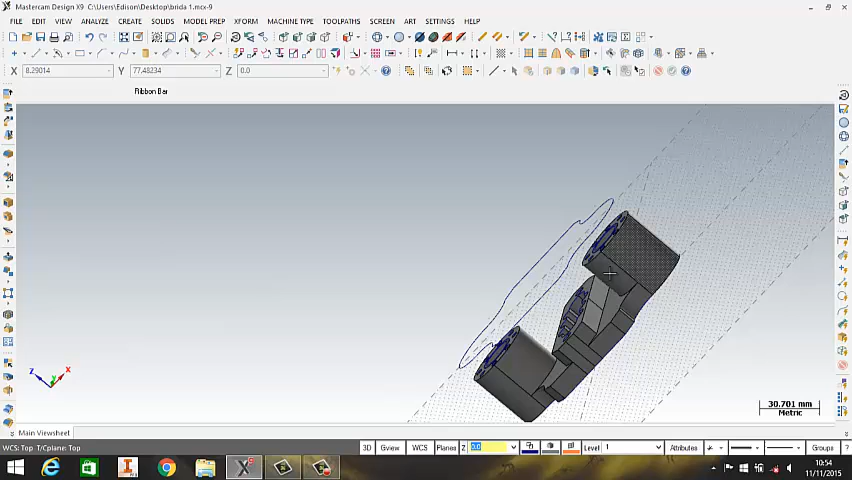 Mastercam Design X9 - C:\Users\Edison\Desktop\brida 1.mcx-9
FILE EDIT VIEW ANALYZE CREATE SOLIDS MODEL PREP XFORM MACHINE TYPE TOOLPATHS SCREEN ART SETTINGS HELP
X 8.29014 Y 77.48234 Z 0.0
Ribbon Bar
Z Y X
30.701 mm
Metric
Main Viewsheet
WCS: Top T/Cplane: Top 3D Gview WCS Planes Z 0.0 Level 1 Attributes Groups
10:54
11/11/2015